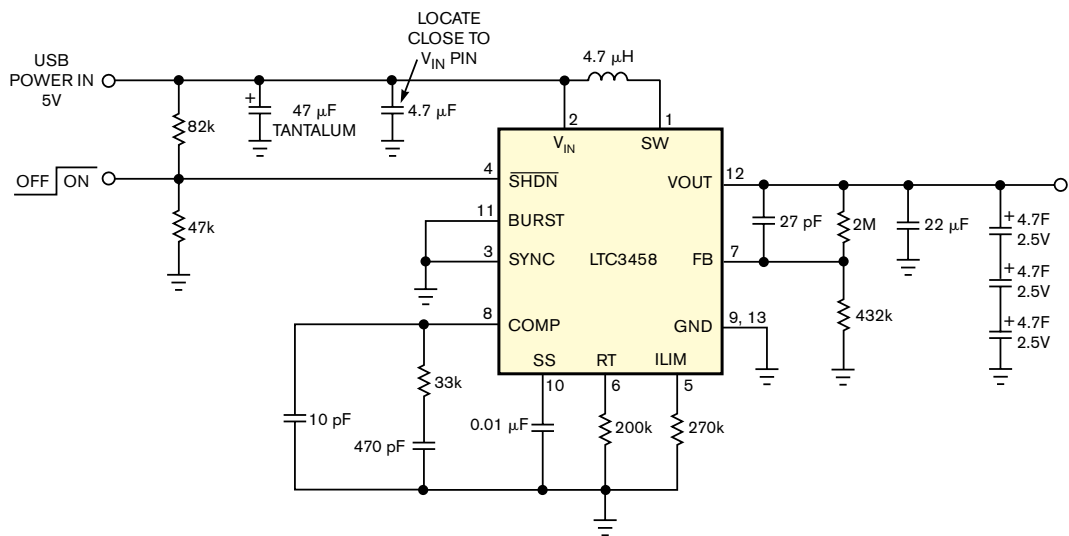 LOCATE
CLOSE TO
VIN PIN
USB
POWER IN
5V
4.7 µH
+
47 µF
TANTALUM
4.7 µF
82k
2
1
VIN
SW
OFF
ON
4
SHDN
VOUT
12
11
BURST
27 pF
2M
22 µF
+
4.7F
2.5V
47k
3
SYNC
LTC3458
FB
7
+
4.7F
2.5V
8
COMP
GND
9, 13
432k
+
4.7F
2.5V
SS
RT
ILIM
10
6
5
33k
10 pF
470 pF
0.01 µF
200k
270k